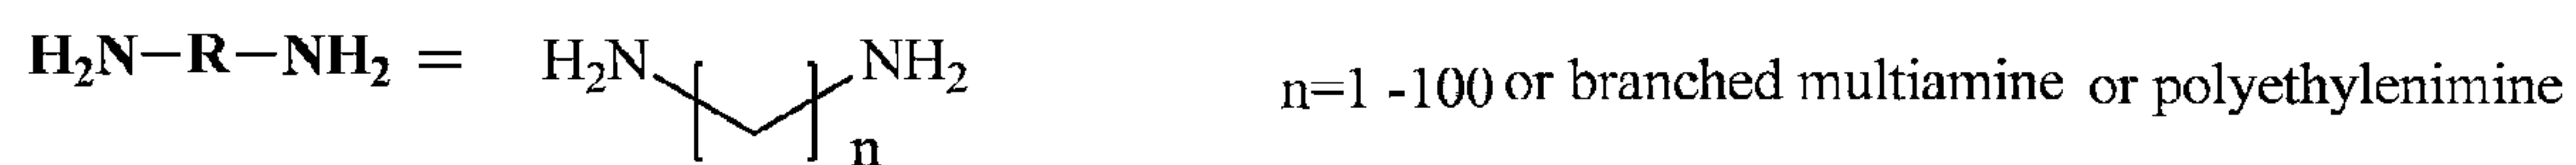 H₂N−R−NH₂ = H₂N [ ]n NH₂ n=1 -100 or branched multiamine or polyethylenimine